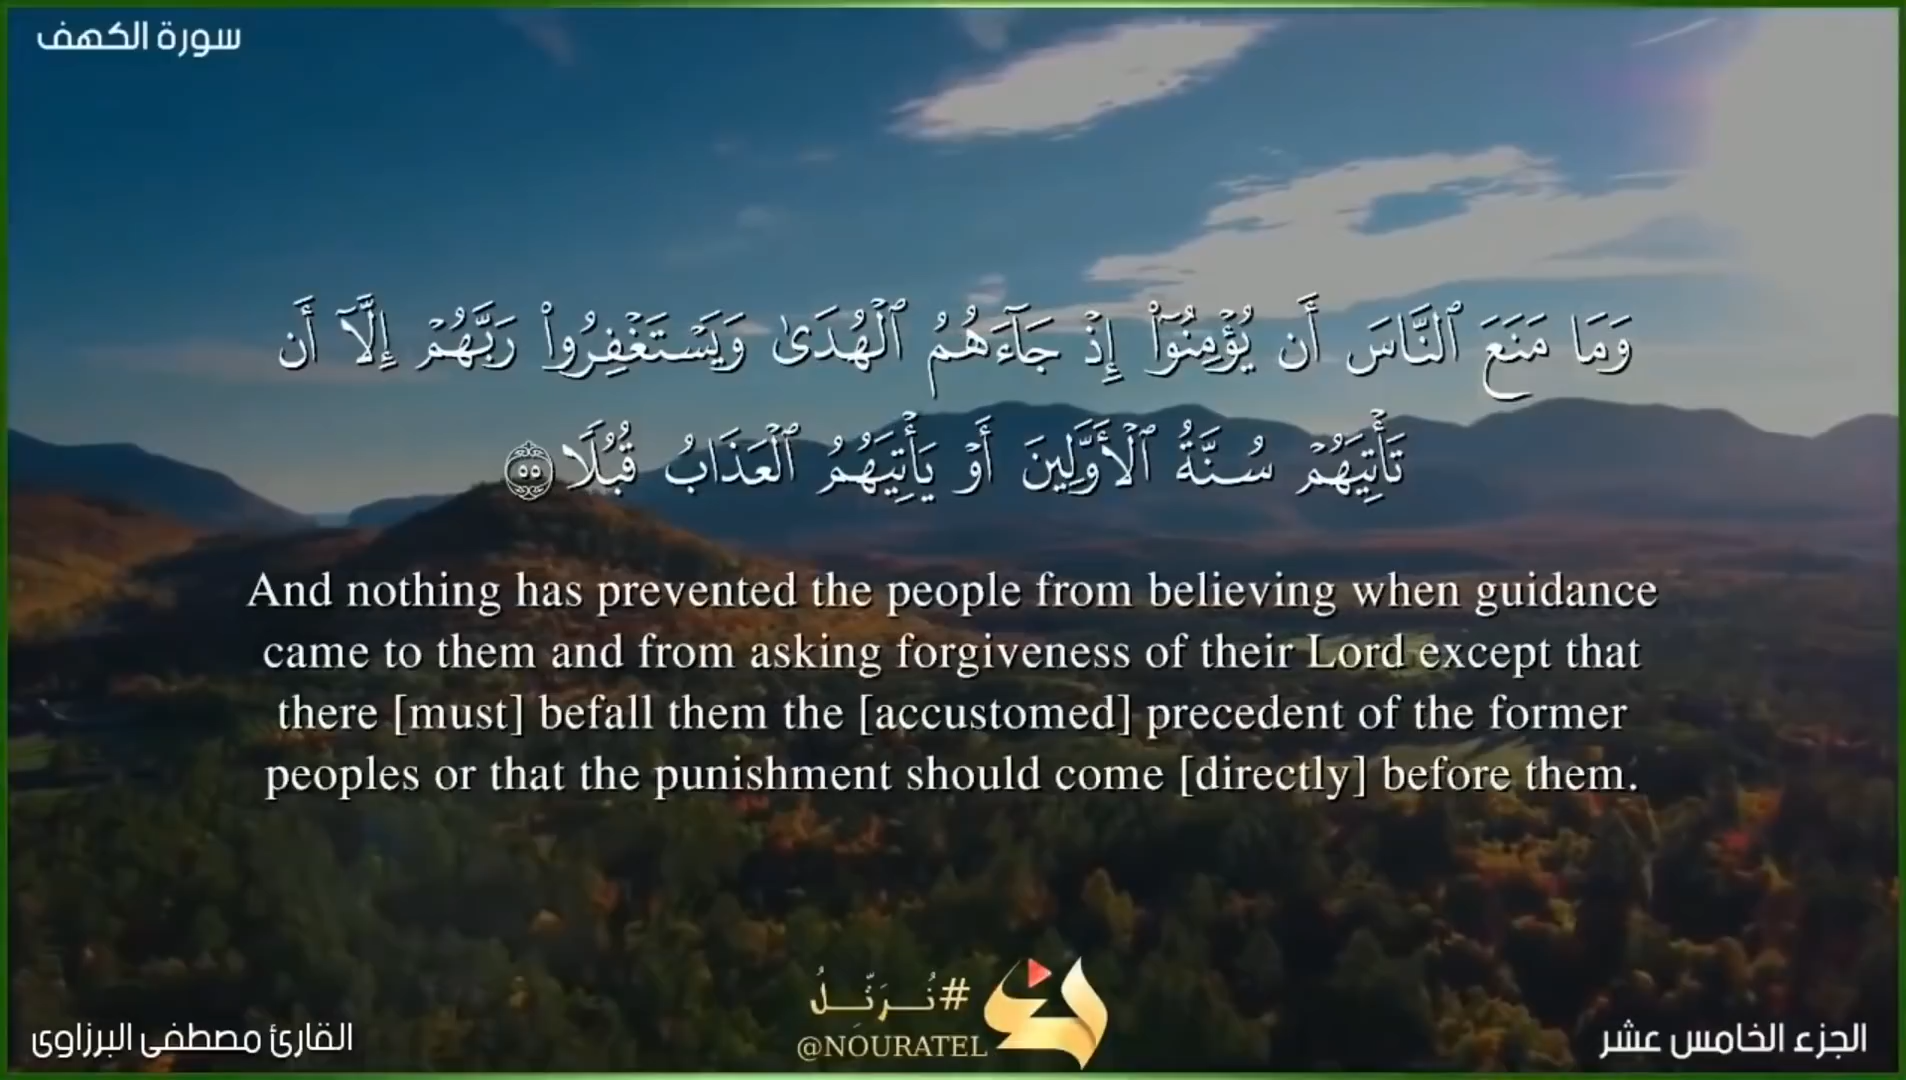 سورة الكهف
وَمَا مَنَعَ ٱلنَّاسَ أَن يُؤۡمِنُوٓاْ إِذۡ جَآءَهُمُ ٱلۡهُدَىٰ وَيَسۡتَغۡفِرُواْ رَبَّهُمۡ إِلَّآ أَن
تَأۡتِيَهُمۡ سُنَّةُ ٱلۡأَوَّلِينَ أَوۡ يَأۡتِيَهُمُ ٱلۡعَذَابُ قُبُلٗا ٥٥
And nothing has prevented the people from believing when guidance
came to them and from asking forgiveness of their Lord except that
there [must] befall them the [accustomed] precedent of the former
peoples or that the punishment should come [directly] before them.
#نُرَتِّلُ
@NOURATEL
القارئ مصطفى البرزاوى
الجزء الخامس عشر